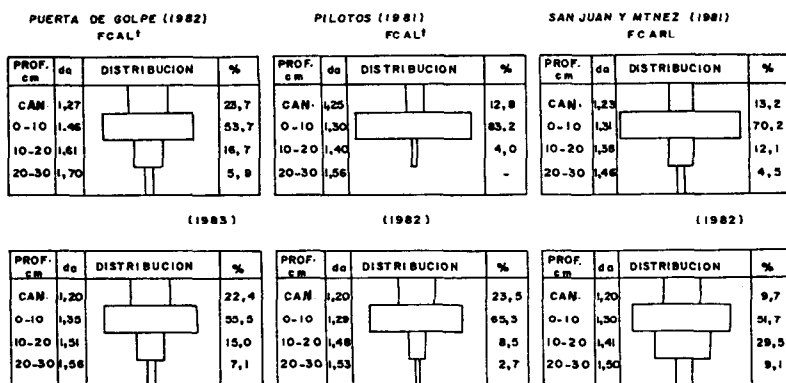 PUERTA DE GOLPE (1982)
FCAL†
PROF. cm da DISTRIBUCION %
CAN. 1,27 23,7
0-10 1.46 53,7
10-20 1,61 16,7
20-30 1,70 5,9
PILOTOS (1981)
FCAL†
PROF. cm da DISTRIBUCION %
CAN. 1,25 12,8
0-10 1,30 83,2
10-20 1,40 4,0
20-30 1,56 -
SAN JUAN Y MTNEZ (1981)
FCARL
PROF. cm da DISTRIBUCION %
CAN. 1,23 13,2
0-10 1,31 70,2
10-20 1,38 12,1
20-30 1,46 4,5
(1983)
PROF. cm da DISTRIBUCION %
CAN. 1,20 22,4
0-10 1,35 55,5
10-20 1,51 15,0
20-30 1,56 7,1
(1982)
PROF. cm da DISTRIBUCION %
CAN. 1,20 23,5
0-10 1,29 65,3
10-20 1,48 8,5
20-30 1,53 2,7
(1982)
PROF. cm da DISTRIBUCION %
CAN. 1,20 9,7
0-10 1,30 51,7
10-20 1,41 29,5
20-30 1,50 9,1